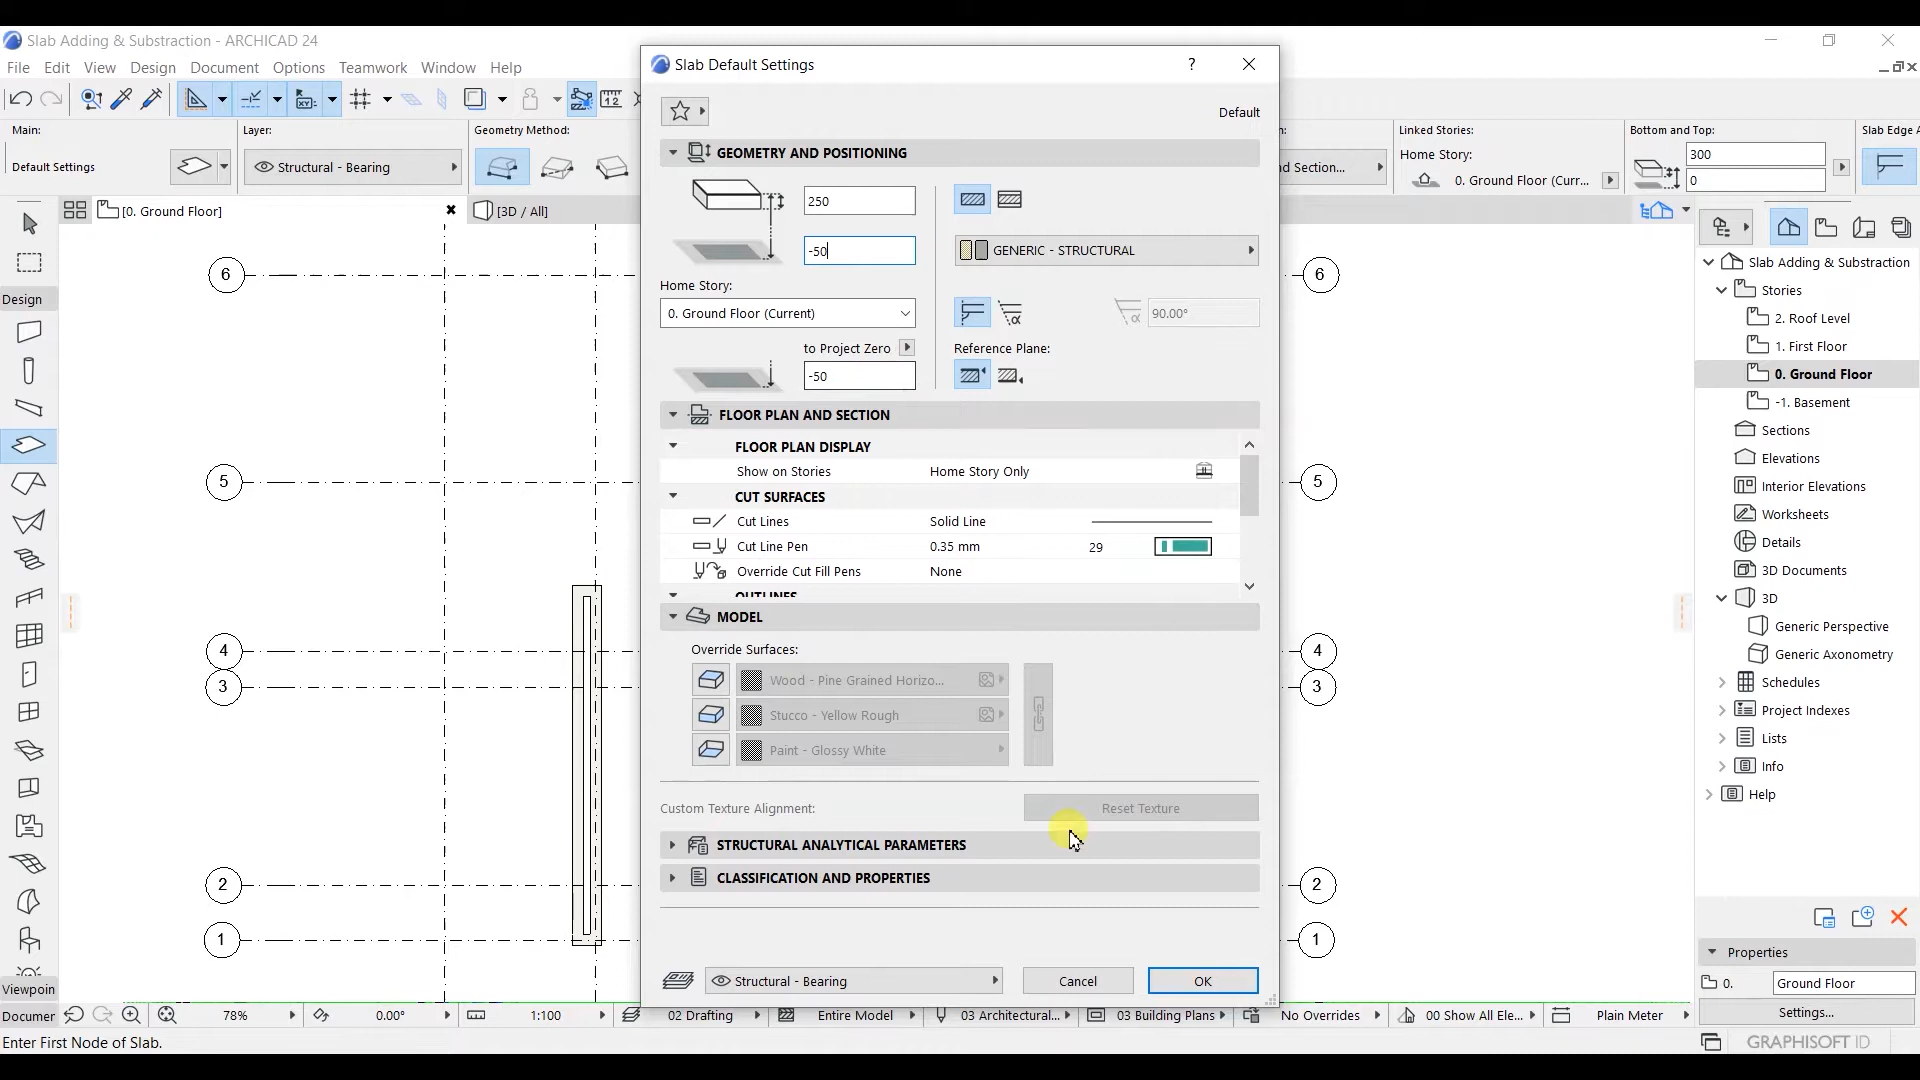 Slab Adding & Substraction - ARCHICAD 24
File Edit View Design Document Options Teamwork Window Help
Main:
Default Settings
Layer:
Structural - Bearing
Geometry Method:
n:
d Section...
Linked Stories:
Home Story:
0. Ground Floor (Curr...
Bottom and Top:
300
0
Slab Edge A
[0. Ground Floor]
[3D / All]
Slab Default Settings
?
Default
GEOMETRY AND POSITIONING
250
-50
GENERIC - STRUCTURAL
Home Story:
0. Ground Floor (Current)
90.00°
to Project Zero
Reference Plane:
-50
FLOOR PLAN AND SECTION
FLOOR PLAN DISPLAY
Show on Stories Home Story Only
CUT SURFACES
Cut Lines Solid Line
Cut Line Pen 0.35 mm 29
Override Cut Fill Pens None
OUTLINES
MODEL
Override Surfaces:
Wood - Pine Grained Horizo...
Stucco - Yellow Rough
Paint - Glossy White
Custom Texture Alignment:
Reset Texture
STRUCTURAL ANALYTICAL PARAMETERS
CLASSIFICATION AND PROPERTIES
Structural - Bearing
Cancel
OK
Design
Viewpoin
Documer
6
5
4
3
2
1
6
5
4
3
2
1
Slab Adding & Substraction
Stories
2. Roof Level
1. First Floor
0. Ground Floor
-1. Basement
Sections
Elevations
Interior Elevations
Worksheets
Details
3D Documents
3D
Generic Perspective
Generic Axonometry
Schedules
Project Indexes
Lists
Info
Help
Properties
0. Ground Floor
Settings...
78% 0.00° 1:100 02 Drafting Entire Model 03 Architectural... 03 Building Plans No Overrides 00 Show All Ele... Plain Meter
Enter First Node of Slab.
GRAPHISOFT ID